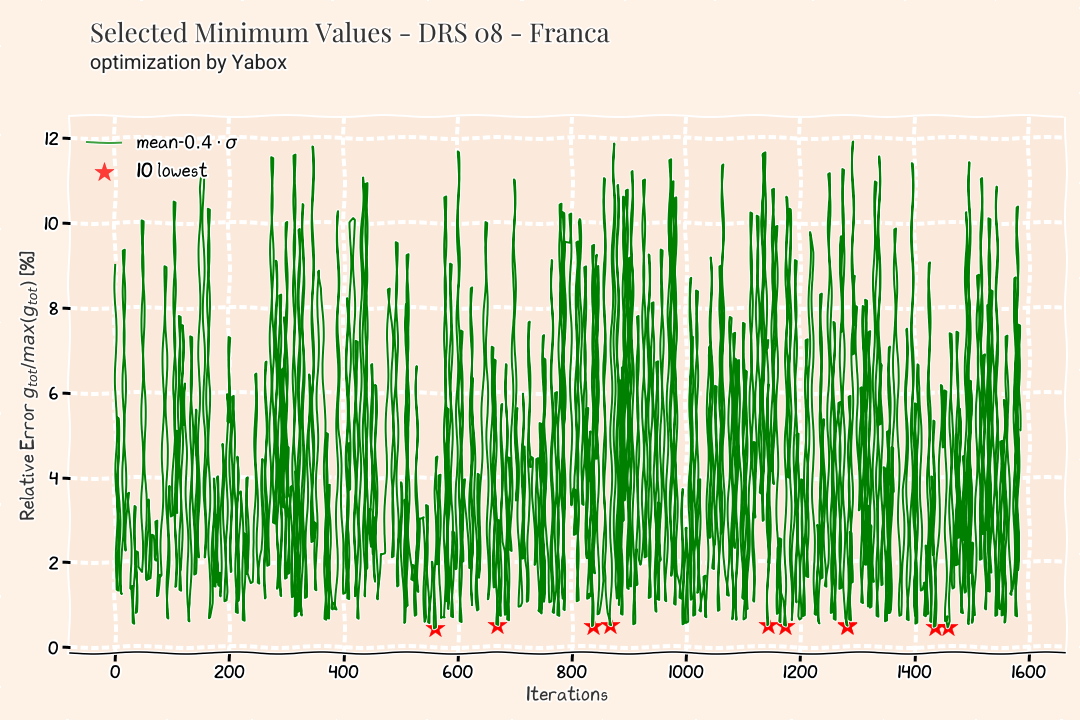 Selected Minimum Values - DRS 08 - Franca
optimization by Yabox
mean-0.4 · σ
10 lowest
Relative Error g_tot/max(g_tot) [%]
12
10
8
6
4
2
0
0 200 400 600 800 1000 1200 1400 1600
Iterations